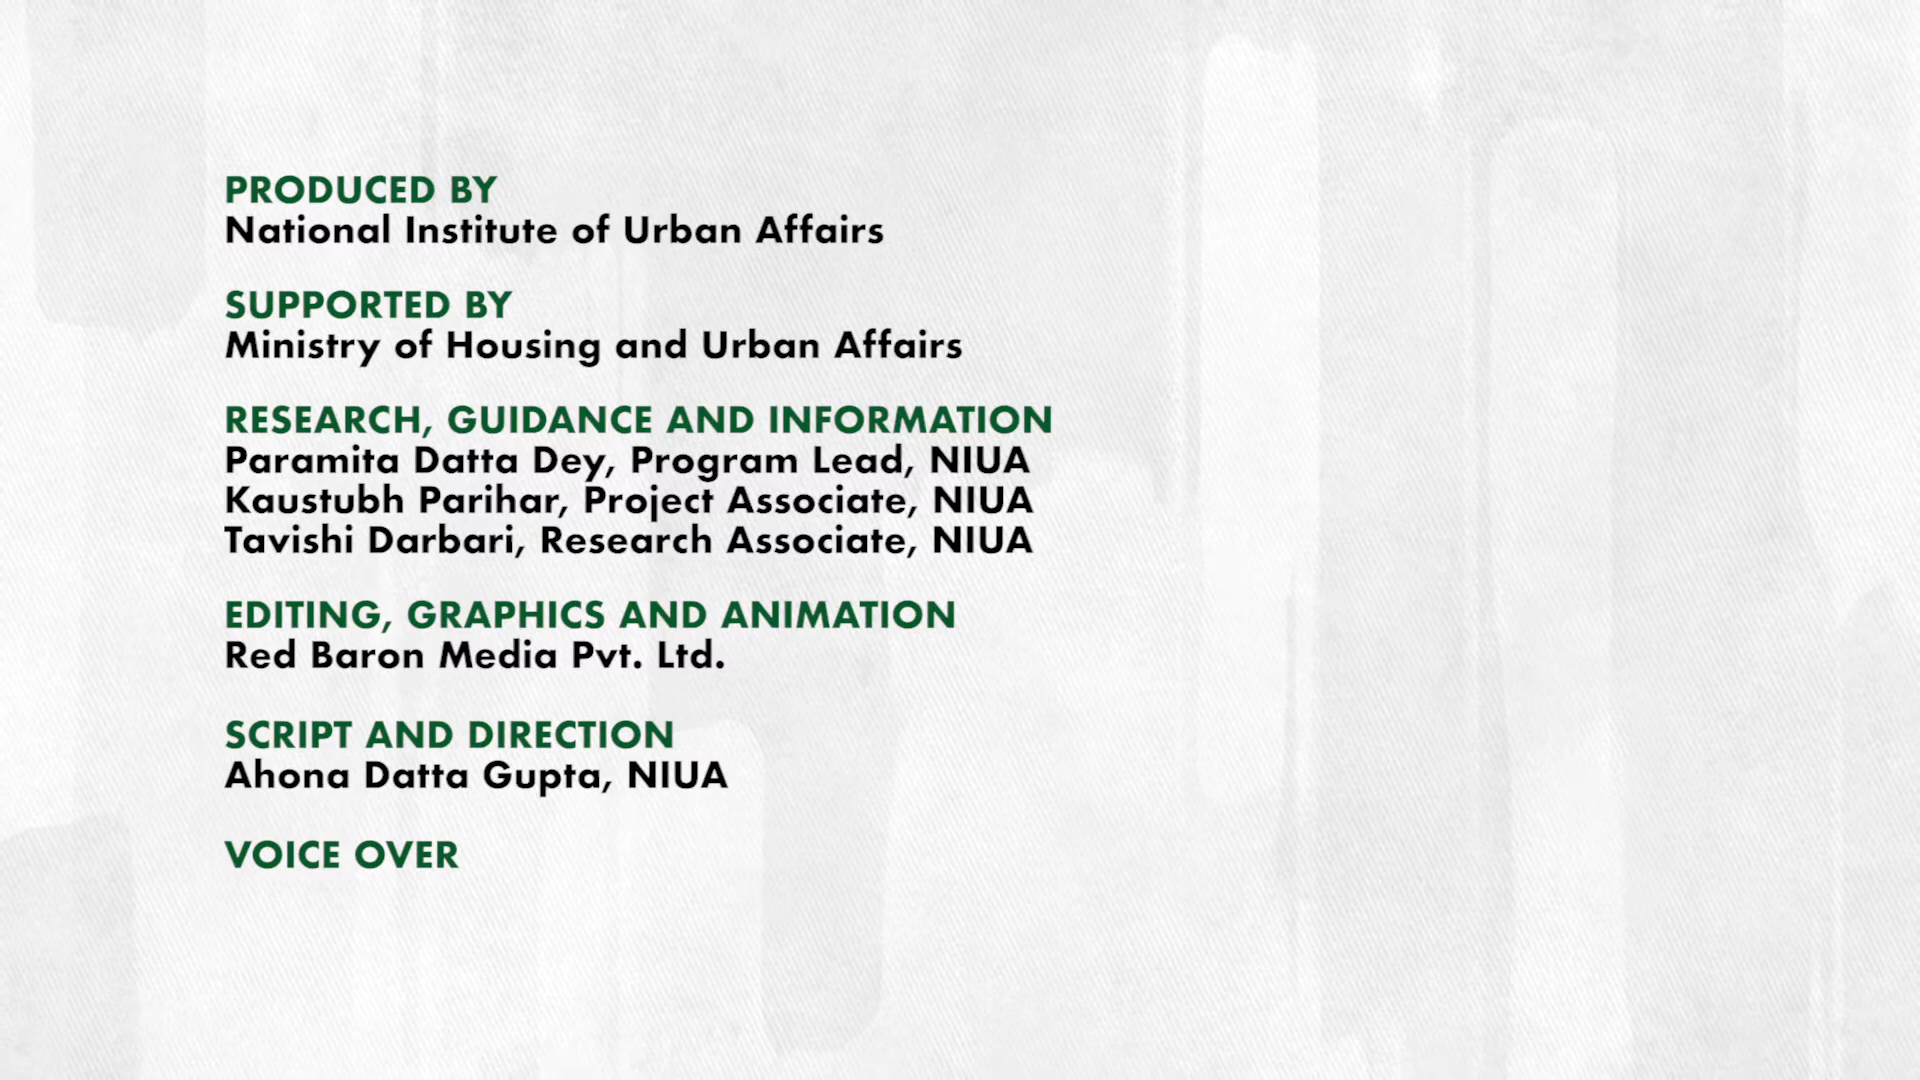 PRODUCED BY
National Institute of Urban Affairs
SUPPORTED BY
Ministry of Housing and Urban Affairs
RESEARCH, GUIDANCE AND INFORMATION
Paramita Datta Dey, Program Lead, NIUA
Kaustubh Parihar, Project Associate, NIUA
Tavishi Darbari, Research Associate, NIUA
EDITING, GRAPHICS AND ANIMATION
Red Baron Media Pvt. Ltd.
SCRIPT AND DIRECTION
Ahona Datta Gupta, NIUA
VOICE OVER